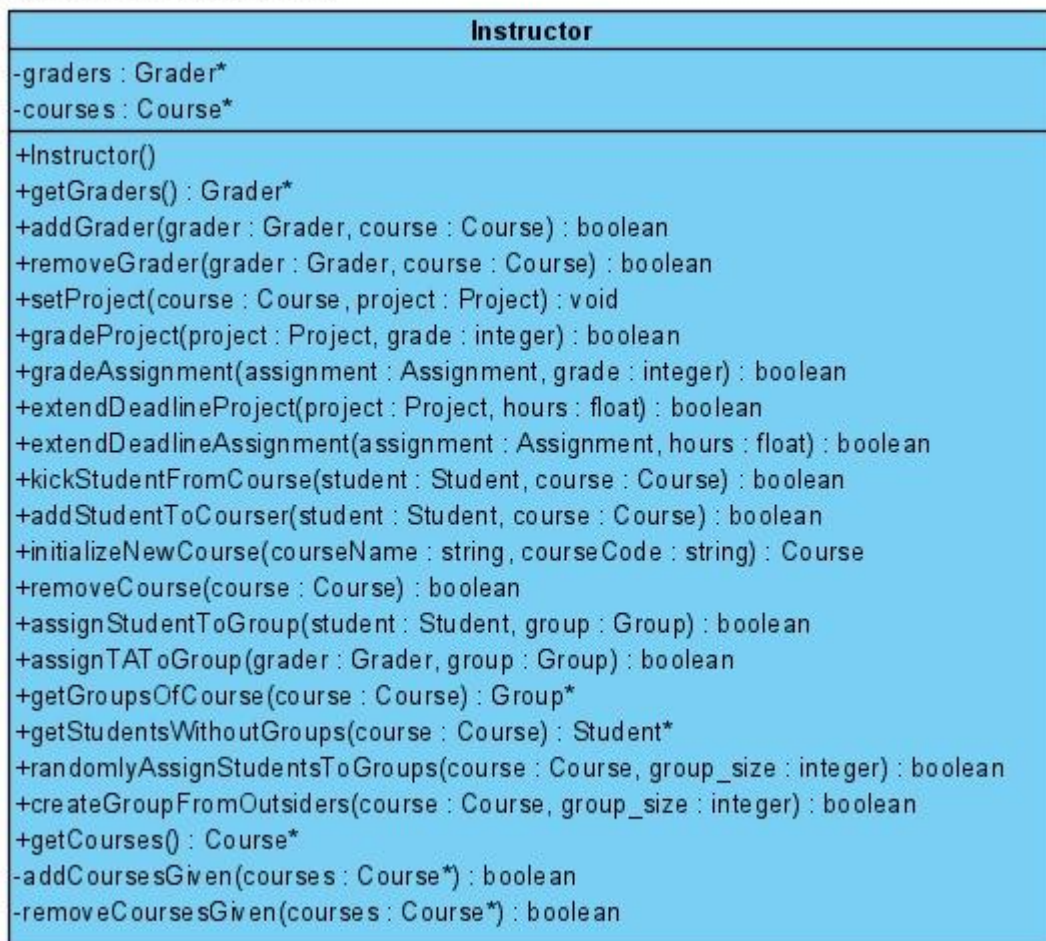 Instructor
-graders : Grader*
-courses : Course*
+Instructor()
+getGraders() : Grader*
+addGrader(grader : Grader, course : Course) : boolean
+removeGrader(grader : Grader, course : Course) : boolean
+setProject(course : Course, project : Project) : void
+gradeProject(project : Project, grade : integer) : boolean
+gradeAssignment(assignment : Assignment, grade : integer) : boolean
+extendDeadlineProject(project : Project, hours : float) : boolean
+extendDeadlineAssignment(assignment : Assignment, hours : float) : boolean
+kickStudentFromCourse(student : Student, course : Course) : boolean
+addStudentToCourser(student : Student, course : Course) : boolean
+initializeNewCourse(courseName : string, courseCode : string) : Course
+removeCourse(course : Course) : boolean
+assignStudentToGroup(student : Student, group : Group) : boolean
+assignTAToGroup(grader : Grader, group : Group) : boolean
+getGroupsOfCourse(course : Course) : Group*
+getStudentsWithoutGroups(course : Course) : Student*
+randomlyAssignStudentsToGroups(course : Course, group_size : integer) : boolean
+createGroupFromOutsiders(course : Course, group_size : integer) : boolean
+getCourses() : Course*
-addCoursesGiven(courses : Course*) : boolean
-removeCoursesGiven(courses : Course*) : boolean